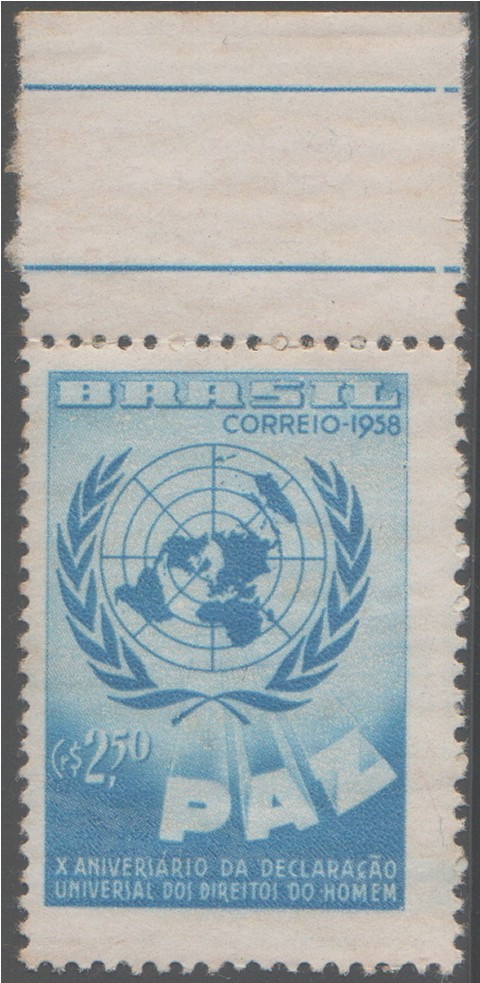 BRASIL
CORREIO-1958
Cr$ 2,50
PAZ
X ANIVERSÁRIO DA DECLARAÇÃO
UNIVERSAL DOS DIREITOS DO HOMEM